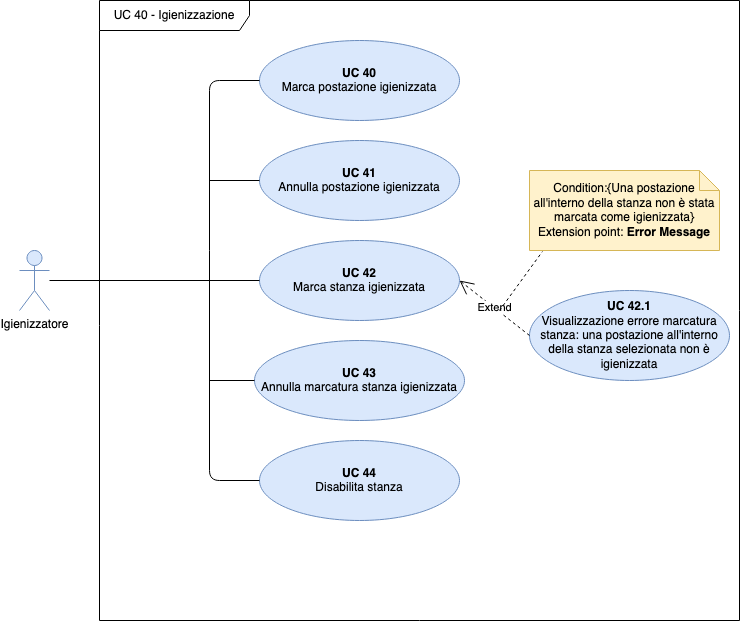 UC 40 - Igienizzazione
UC 40
Marca postazione igienizzata
UC 41
Annulla postazione igienizzata
Condition:{Una postazione
all'interno della stanza non è stata
marcata come igienizzata}
Extension point: Error Message
UC 42
Marca stanza igienizzata
Extend
Igienizzatore
UC 42.1
Visualizzazione errore marcatura
stanza: una postazione all'interno
della stanza selezionata non è
igienizzata
UC 43
Annulla marcatura stanza igienizzata
UC 44
Disabilita stanza